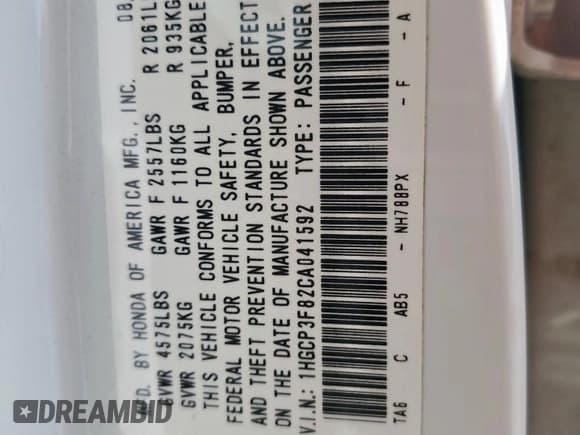 MFD. BY HONDA OF AMERICA MFG., INC. 08
GVWR 4575LBS GAWR F 2557LBS R 2061L
GVWR 2075KG GAWR F 1160KG R 935KG
THIS VEHICLE CONFORMS TO ALL APPLICABLE
FEDERAL MOTOR VEHICLE SAFETY, BUMPER,
AND THEFT PREVENTION STANDARDS IN EFFECT
ON THE DATE OF MANUFACTURE SHOWN ABOVE.
V.I.N.: 1HGCP3F82CA041592 TYPE: PASSENGER
TA6 C AB5 - NH788PX - F - A
DREAMBID